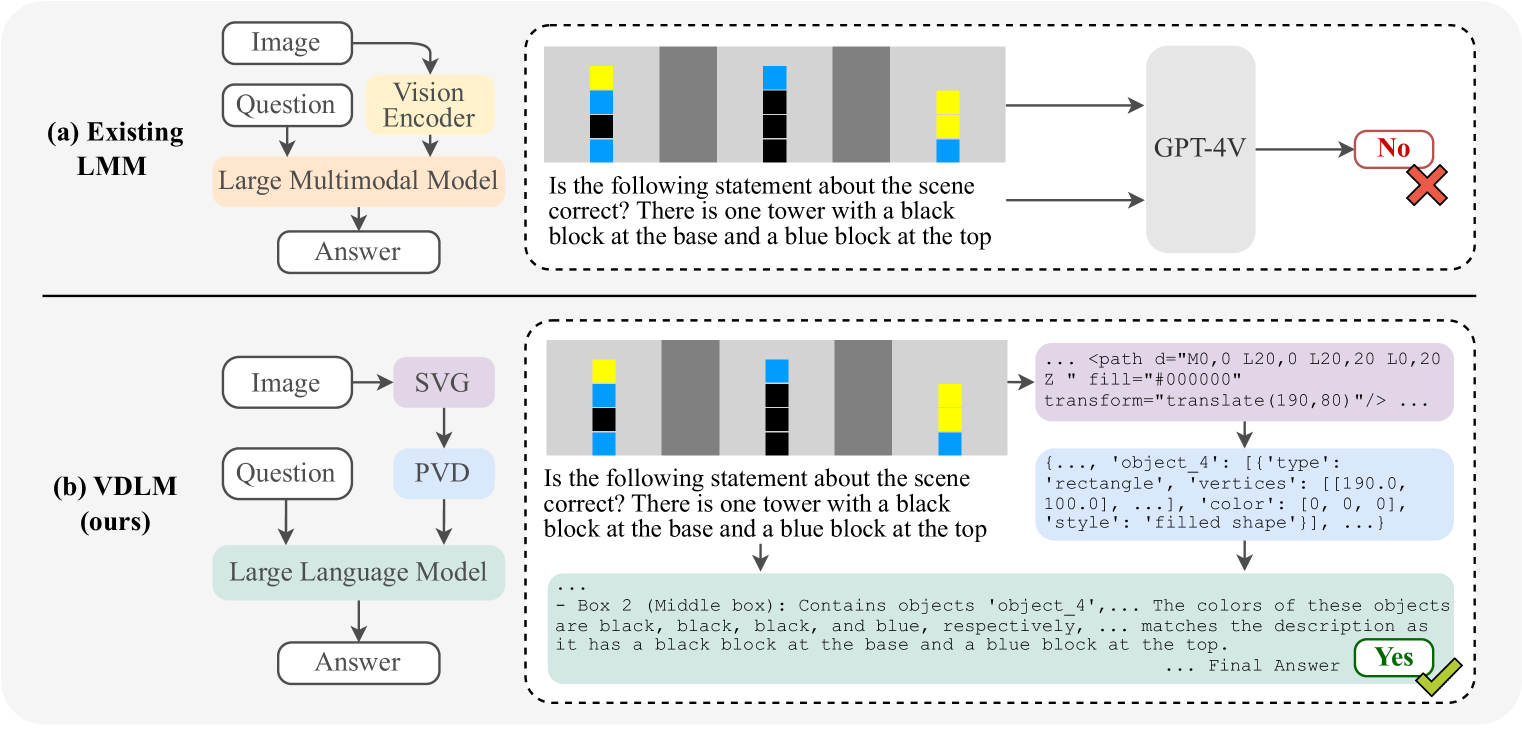 Image
Question
Vision
Encoder
(a) Existing
LMM
Large Multimodal Model
Answer
Is the following statement about the scene
correct? There is one tower with a black
block at the base and a blue block at the top
GPT-4V
No
Image
SVG
Question
PVD
(b) VDLM
(ours)
Large Language Model
Answer
Is the following statement about the scene
correct? There is one tower with a black
block at the base and a blue block at the top
... <path d="M0,0 L20,0 L20,20 L0,20
Z " fill="#000000"
transform="translate(190,80)"/> ...
{..., 'object_4': [{'type':
'rectangle', 'vertices': [[190.0,
100.0], ...], 'color': [0, 0, 0],
'style': 'filled shape'}], ...}
...
- Box 2 (Middle box): Contains objects 'object_4',... The colors of these objects
are black, black, black, and blue, respectively, ... matches the description as
it has a black block at the base and a blue block at the top.
... Final Answer
Yes